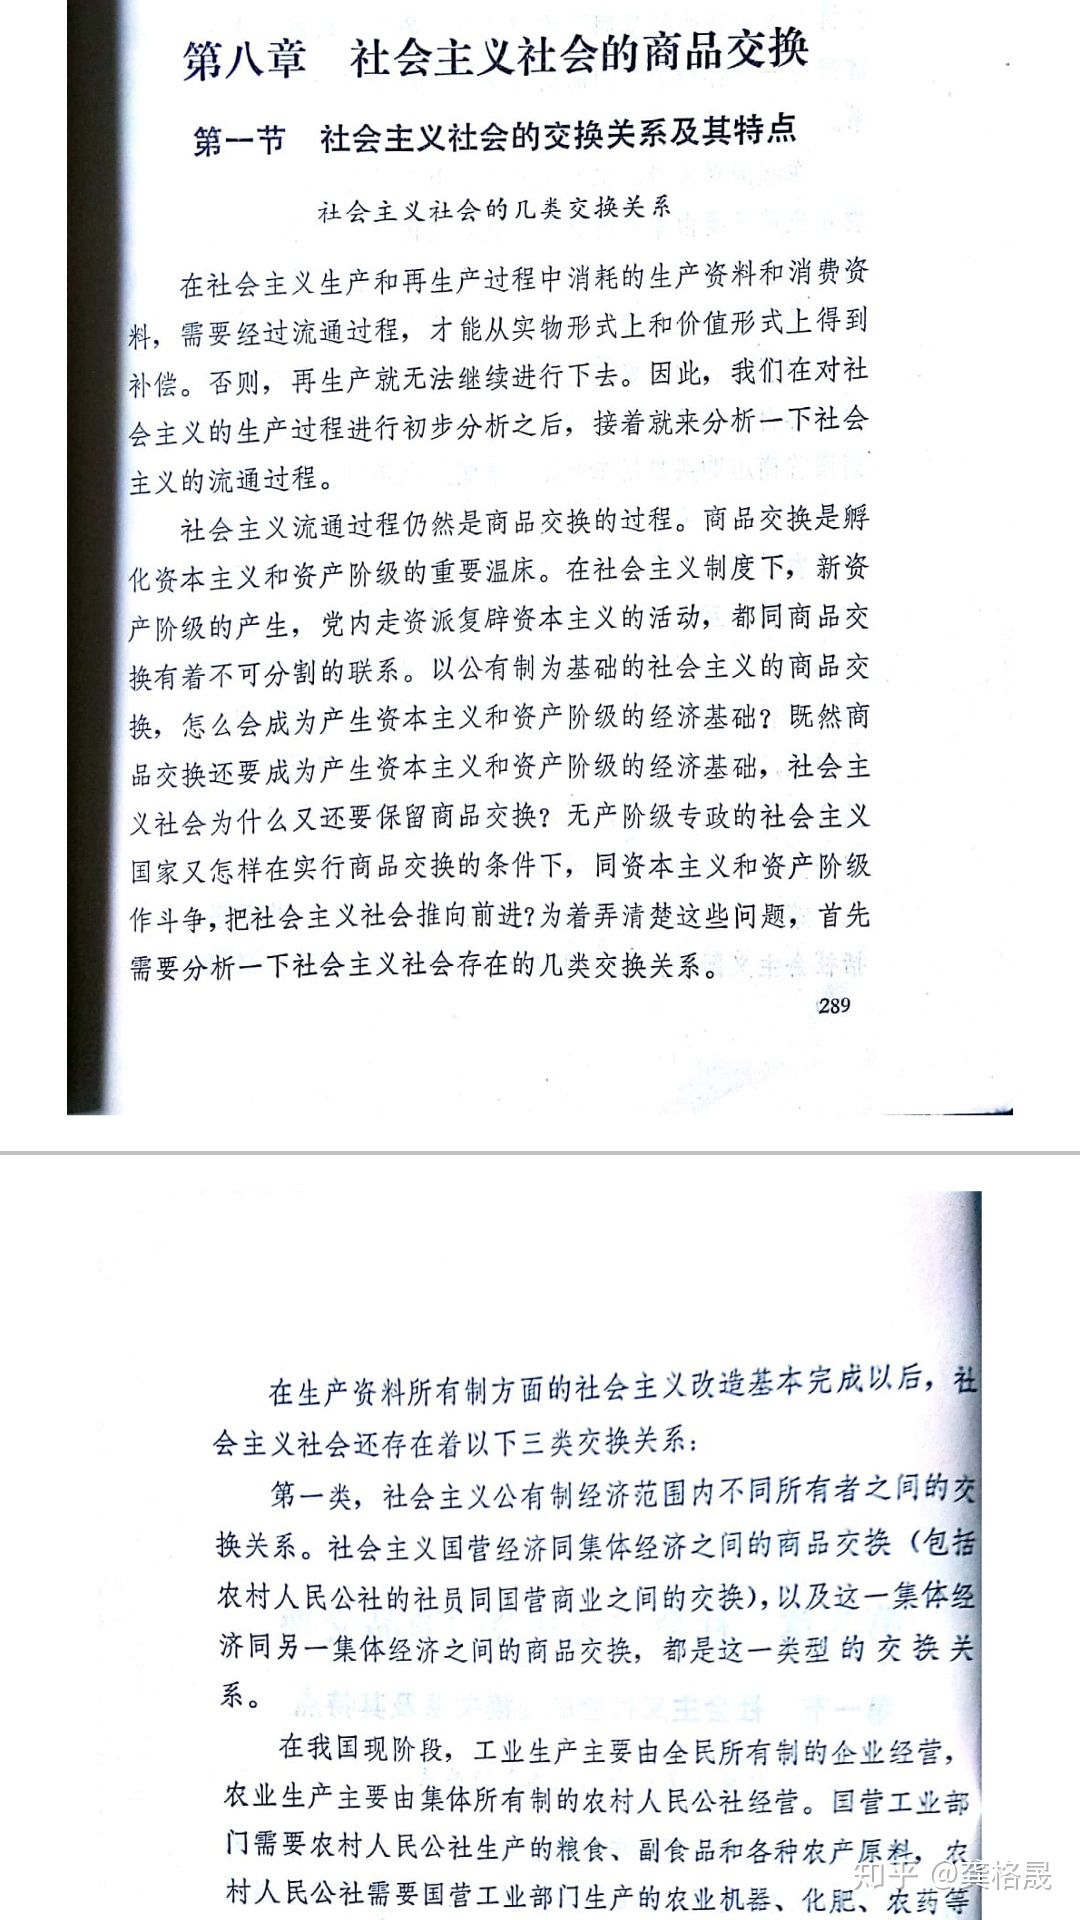 第八章 社会主义社会的商品交换
第一节 社会主义社会的交换关系及其特点
社会主义社会的几类交换关系
在社会主义生产和再生产过程中消耗的生产资料和消费资
料，需要经过流通过程，才能从实物形式上和价值形式上得到
补偿。否则，再生产就无法继续进行下去。因此，我们在对社
会主义的生产过程进行初步分析之后，接着就来分析一下社会
主义的流通过程。
社会主义流通过程仍然是商品交换的过程。商品交换是孵
化资本主义和资产阶级的重要温床。在社会主义制度下，新资
产阶级的产生，党内走资派复辟资本主义的活动，都同商品交
换有着不可分割的联系。以公有制为基础的社会主义的商品交
换，怎么会成为产生资本主义和资产阶级的经济基础？既然商
品交换还要成为产生资本主义和资产阶级的经济基础，社会主
义社会为什么又还要保留商品交换？无产阶级专政的社会主义
国家又怎样在实行商品交换的条件下，同资本主义和资产阶级
作斗争，把社会主义社会推向前进？为着弄清楚这些问题，首先
需要分析一下社会主义社会存在的几类交换关系。
289
在生产资料所有制方面的社会主义改造基本完成以后，社
会主义社会还存在着以下三类交换关系：
第一类，社会主义公有制经济范围内不同所有者之间的交
换关系。社会主义国营经济同集体经济之间的商品交换（包括
农村人民公社的社员同国营商业之间的交换），以及这一集体经
济同另一集体经济之间的商品交换，都是这一类型的交换关
系。
在我国现阶段，工业生产主要由全民所有制的企业经营，
农业生产主要由集体所有制的农村人民公社经营。国营工业部
门需要农村人民公社生产的粮食、副食品和各种农产原料，农
村人民公社需要国营工业部门生产的农业机器、化肥、农药等
知乎 @龚格晟